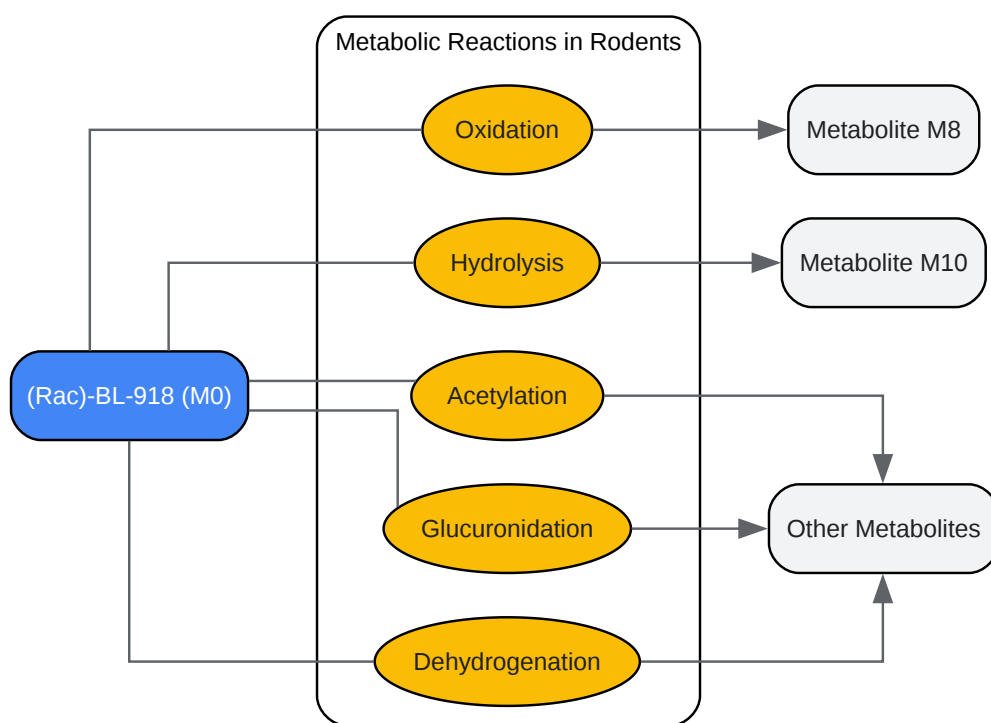 Metabolic Reactions in Rodents
Oxidation
Metabolite M8
Hydrolysis
Metabolite M10
(Rac)-BL-918 (M0)
Acetylation
Glucuronidation
Other Metabolites
Dehydrogenation